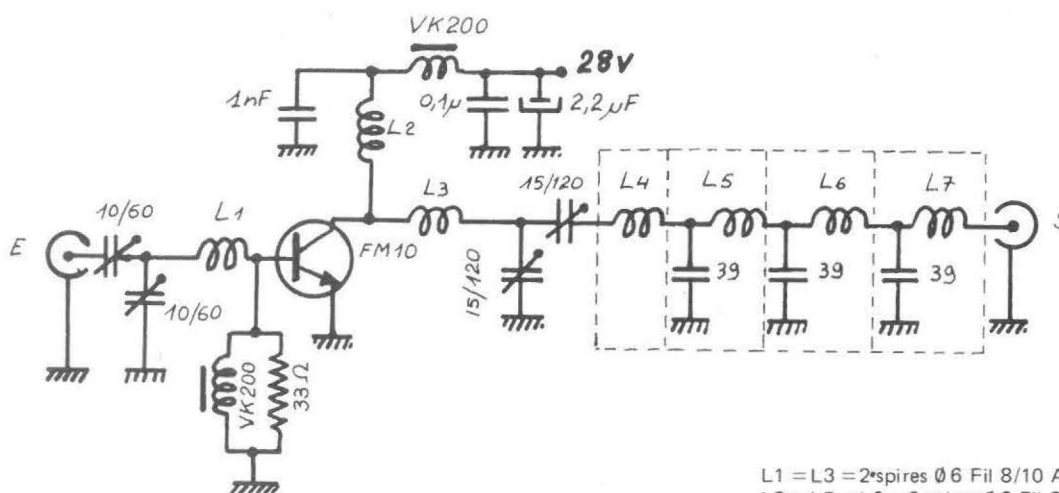 VK200
28V
1nF
0,1µ
2,2µF
L2
10/60
L1
L3
15/120
L4
L5
L6
L7
E
FM10
10/60
15/120
39
39
39
VK200
33Ω
L1 = L3 = 2 spires Ø 6 Fil 8/10